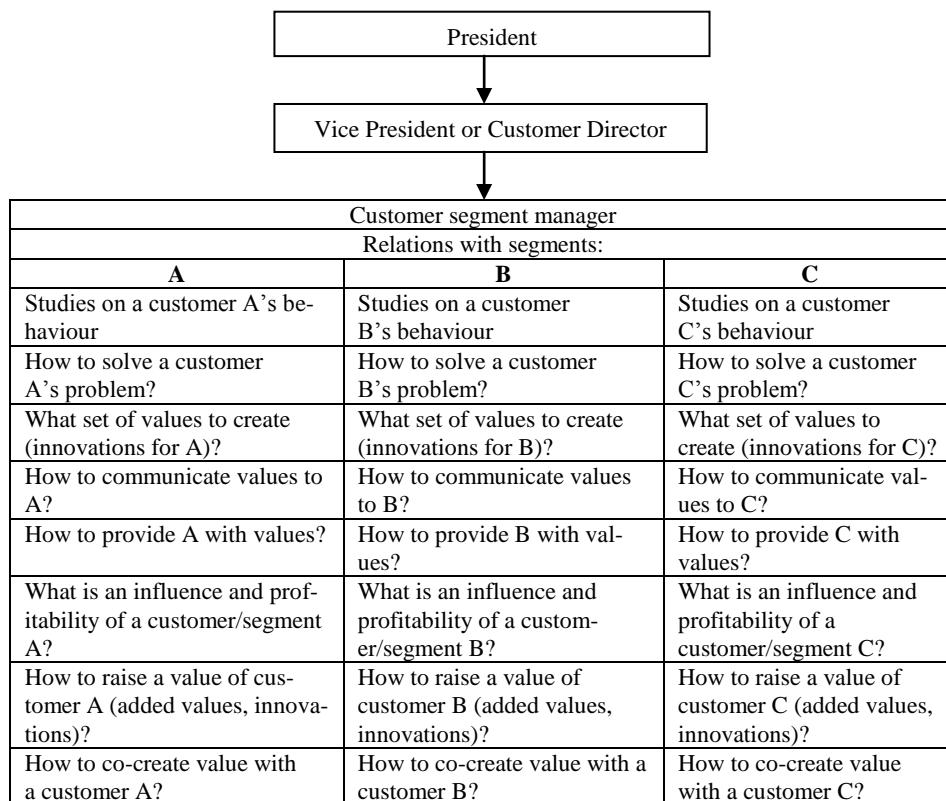 President
Vice President or Customer Director
Customer segment manager
Relations with segments:
A
B
C
Studies on a customer A’s be-
haviour
Studies on a customer
B’s behaviour
Studies on a customer
C’s behaviour
How to solve a customer
A’s problem?
How to solve a customer
B’s problem?
How to solve a customer
C’s problem?
What set of values to create
(innovations for A)?
What set of values to create
(innovations for B)?
What set of values to
create (innovations for C)?
How to communicate values to
A?
How to communicate values
to B?
How to communicate val-
ues to C?
How to provide A with values?
How to provide B with val-
ues?
How to provide C with
values?
What is an influence and prof-
itability of a customer/segment
A?
What is an influence and
profitability of a custom-
er/segment B?
What is an influence and
profitability of a
customer/segment C?
How to raise a value of cus-
tomer A (added values, innova-
tions)?
How to raise a value of
customer B (added values,
innovations)?
How to raise a value of
customer C (added values,
innovations)?
How to co-create value with
a customer A?
How to co-create value with a
customer B?
How to co-create value
with a customer C?